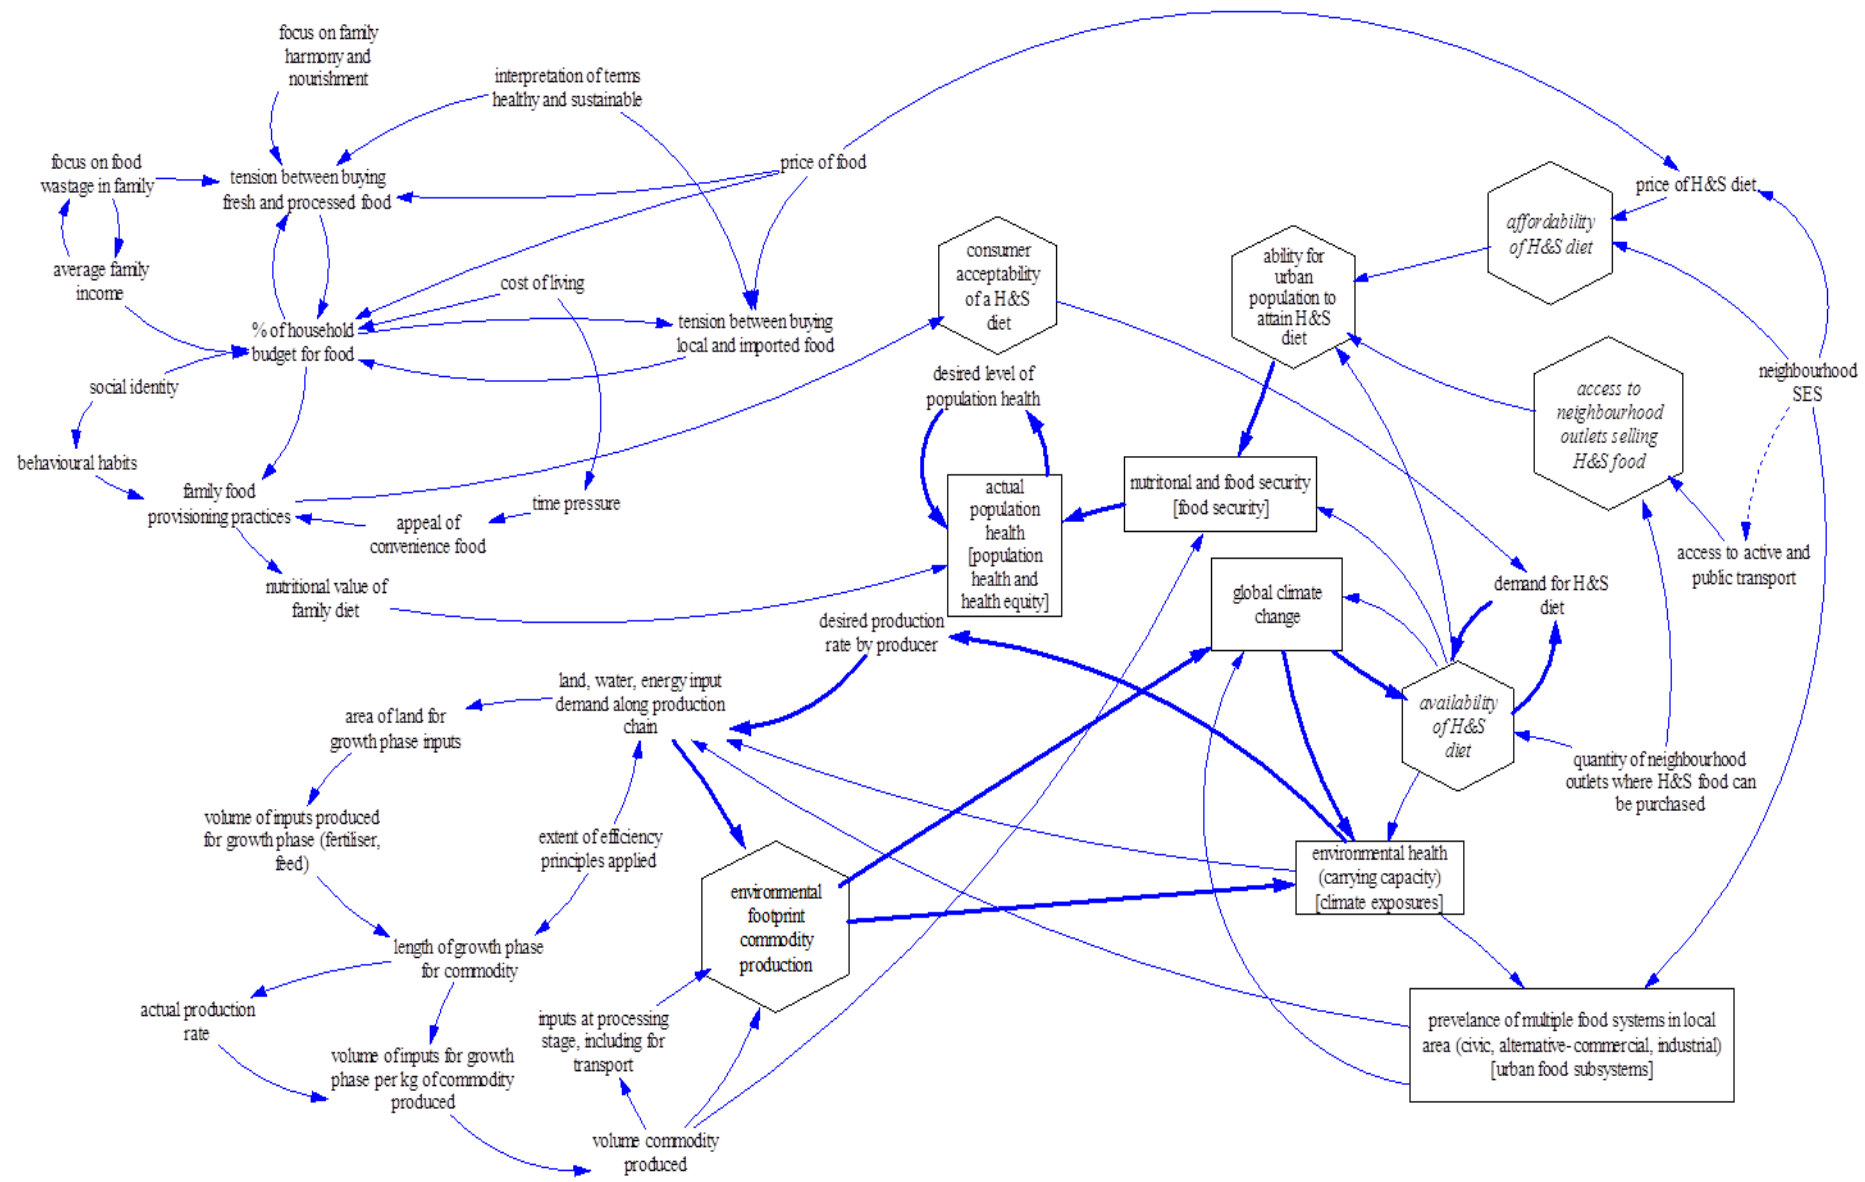 focus on family
harmony and
nourishment
interpretation of terms
healthy and sustainable
focus on food
wastage in family
tension between buying
fresh and processed food
price of food
price of H&S diet
affordability
of H&S diet
average family
income
cost of living
consumer
acceptability
of a H&S
diet
ability for
urban
population to
attain H&S
diet
% of household
budget for food
tension between buying
local and imported food
social identity
desired level of
population health
neighbourhood
SES
access to
neighbourhood
outlets selling
H&S food
behavioural habits
family food
provisioning practices
appeal of
convenience food
time pressure
actual
population
health
[population
health and
health equity]
nutritonal and food security
[food security]
access to active and
public transport
nutritional value of
family diet
global climate
change
demand for H&S
diet
desired production
rate by producer
land, water, energy input
demand along production
chain
area of land for
growth phase inputs
availability
of H&S
diet
quantity of neighbourhood
outlets where H&S food can
be purchased
volume of inputs produced
for growth phase (fertiliser,
feed)
extent of efficiency
principles applied
environmental
footprint
commodity
production
environmental health
(carrying capacity)
[climate exposures]
length of growth phase
for commodity
actual production
rate
inputs at processing
stage, including for
transport
volume of inputs for growth
phase per kg of commodity
produced
prevelance of multiple food systems in local
area (civic, alternative- commercial, industrial)
[urban food subsystems]
volume commodity
produced